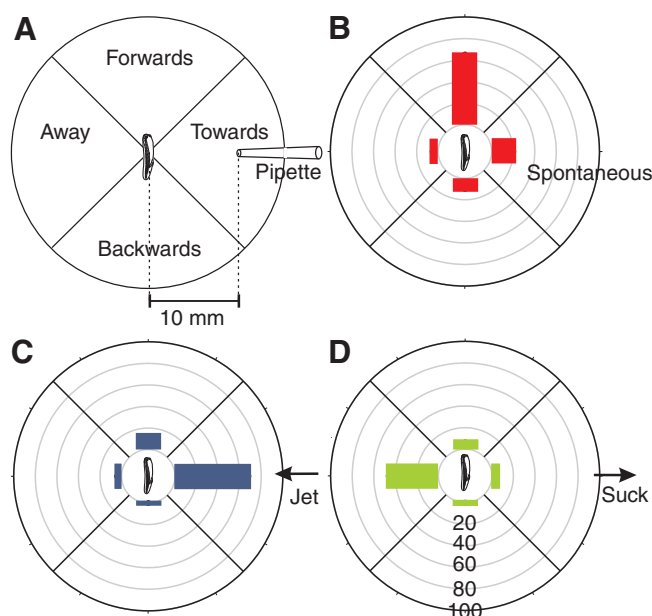 A
Forwards
Away
Towards
Pipette
Backwards
10 mm
B
Spontaneous
C
Jet
D
Suck
20
40
60
80
100